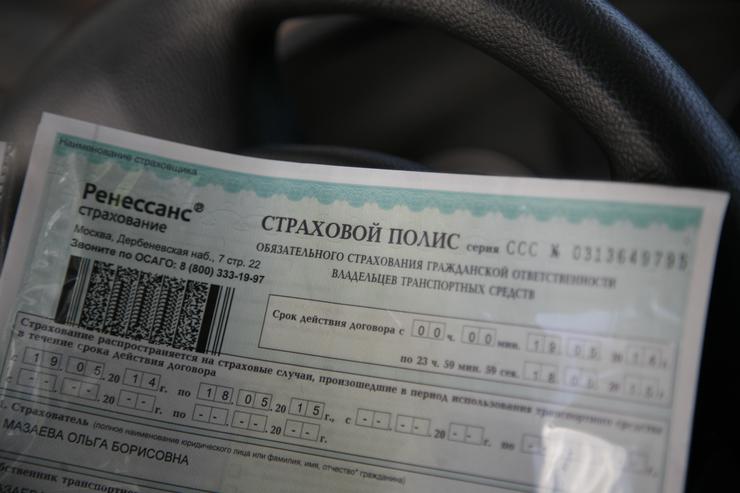 Наименование страховщика
Ренессанс®
страхование
Москва, Дербеневская наб., 7 стр. 22
Звоните по ОСАГО: 8 (800) 333-19-97
СТРАХОВОЙ ПОЛИС серия ССС № 0313649795
ОБЯЗАТЕЛЬНОГО СТРАХОВАНИЯ ГРАЖДАНСКОЙ ОТВЕТСТВЕННОСТИ
ВЛАДЕЛЬЦЕВ ТРАНСПОРТНЫХ СРЕДСТВ
Срок действия договора с 00 ч. 00 мин. 19 05 2014 г.
по 23 ч. 59 мин. 59 сек. 18 05 2015 г.
Страхование распространяется на страховые случаи, произошедшие в период использования транспортного средства
в течение срока действия договора
с 19.05.2014 г. по 18.05.2015 г., с --.--.20-- г. по --
с --.--.20-- г. по --.--.20-- г.
1. Страхователь (полное наименование юридического лица или фамилия, имя, отчество* гражданина)
МАЗАЕВА ОЛЬГА БОРИСОВНА